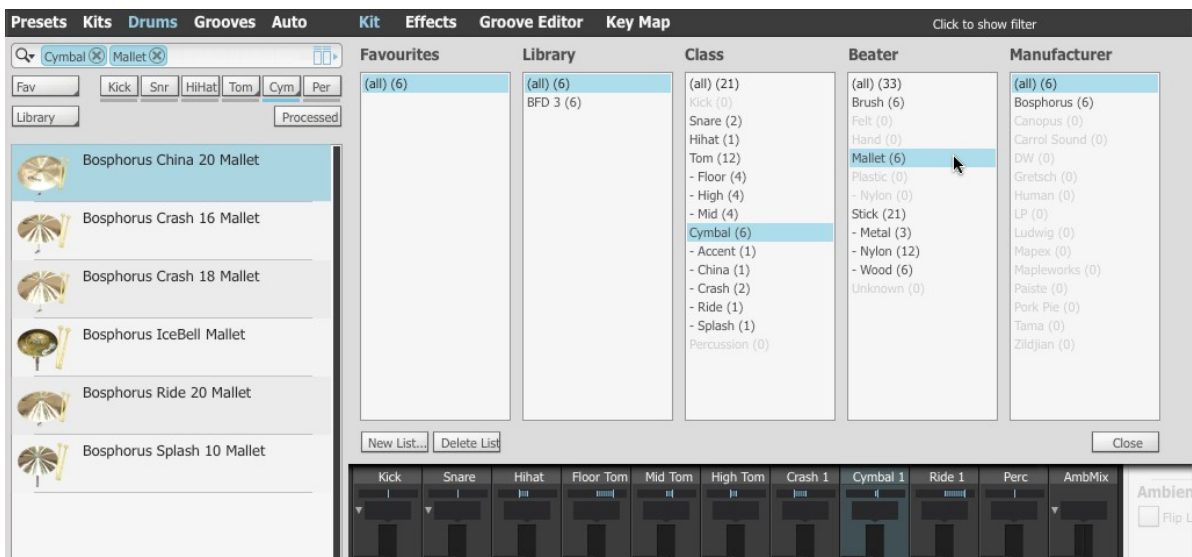 Presets Kits Drums Grooves Auto
Kit Effects Groove Editor Key Map
Click to show filter
Cymbal Mallet
Fav Kick Snr HiHat Tom Cym Per
Library Processed
Bosphorus China 20 Mallet
Bosphorus Crash 16 Mallet
Bosphorus Crash 18 Mallet
Bosphorus IceBell Mallet
Bosphorus Ride 20 Mallet
Bosphorus Splash 10 Mallet
Favourites
(all) (6)
Library
(all) (6)
BFD 3 (6)
Class
(all) (21)
Kick (0)
Snare (2)
Hihat (1)
Tom (12)
- Floor (4)
- High (4)
- Mid (4)
Cymbal (6)
- Accent (1)
- China (1)
- Crash (2)
- Ride (1)
- Splash (1)
Percussion (0)
Beater
(all) (33)
Brush (6)
Felt (0)
Hand (0)
Mallet (6)
Plastic (0)
- Nylon (0)
Stick (21)
- Metal (3)
- Nylon (12)
- Wood (6)
Unknown (0)
Manufacturer
(all) (6)
Bosphorus (6)
Canopus (0)
Carrol Sound (0)
DW (0)
Gretsch (0)
Human (0)
LP (0)
Ludwig (0)
Mapex (0)
Mapleworks (0)
Paiste (0)
Pork Pie (0)
Tama (0)
Zildjian (0)
New List... Delete List
Close
Kick Snare Hihat Floor Tom Mid Tom High Tom Crash 1 Cymbal 1 Ride 1 Perc AmbMix
Ambien
Flip L